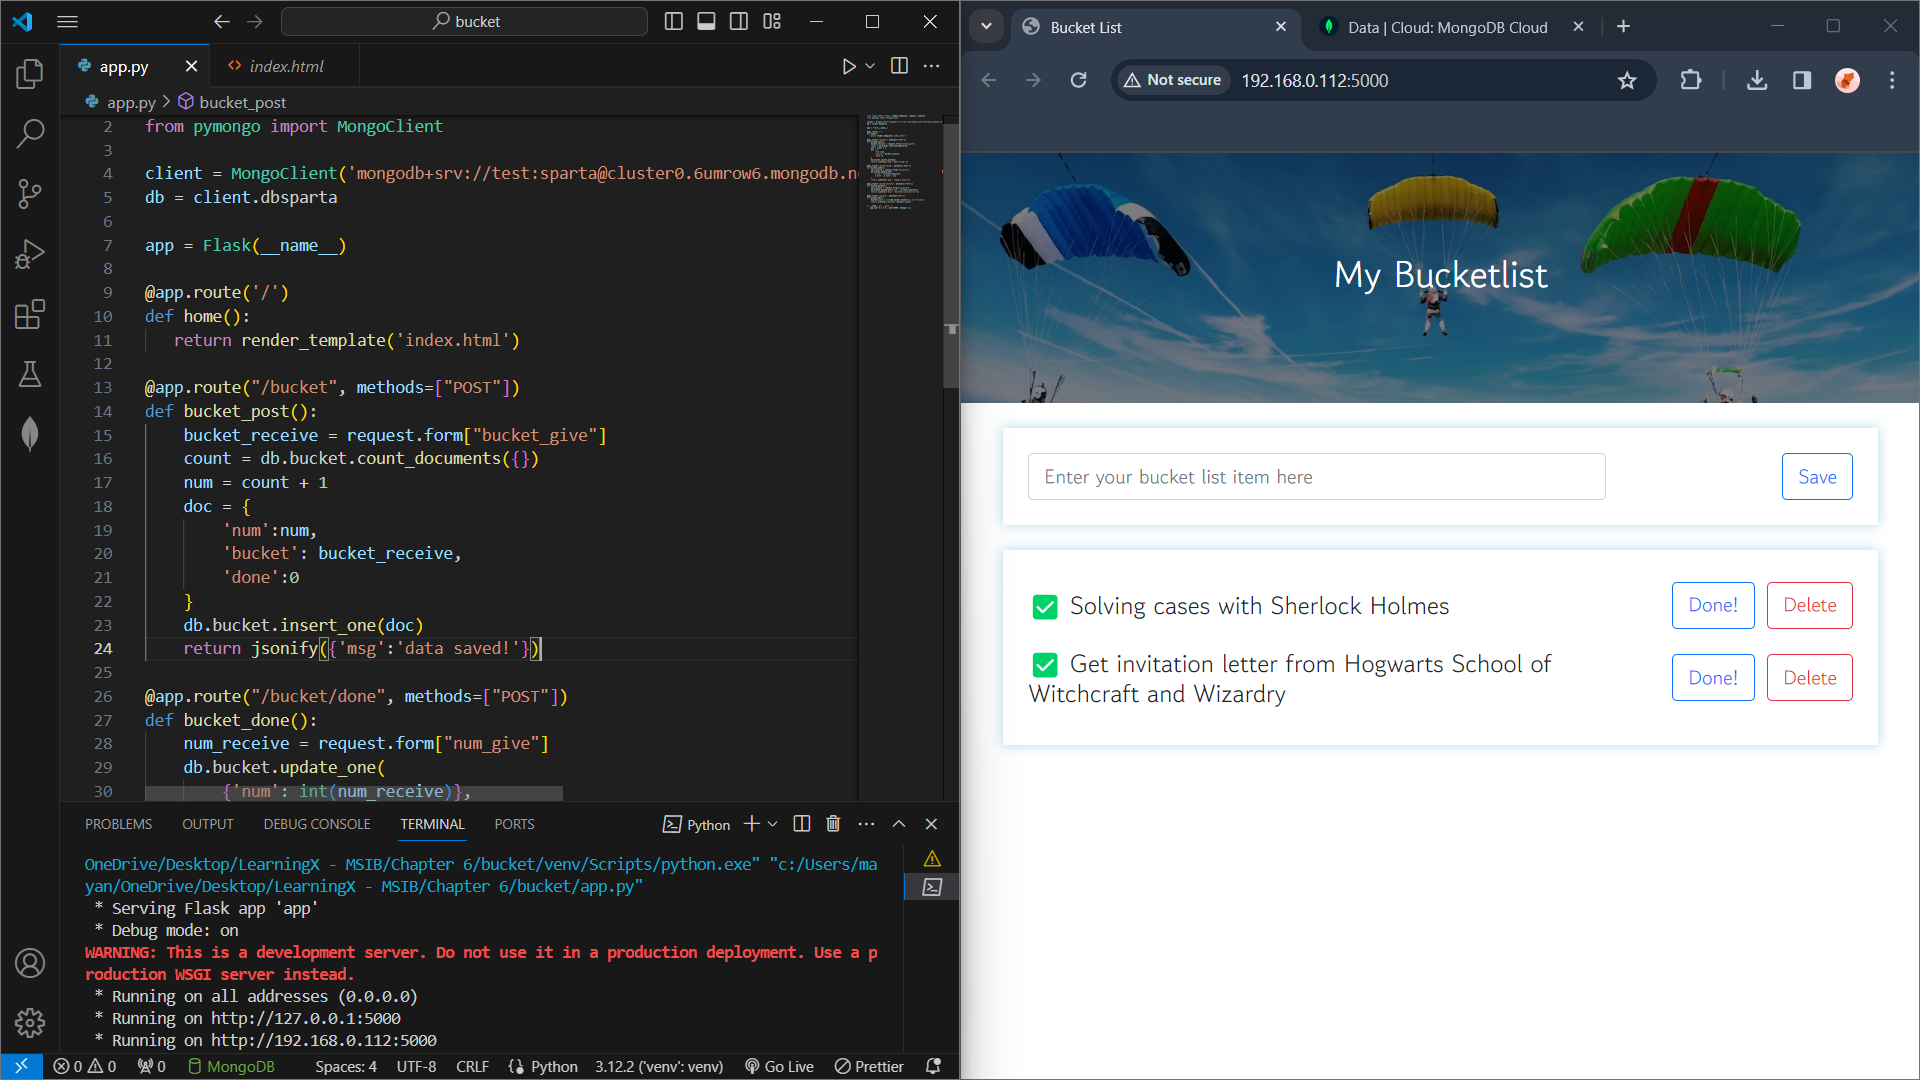 bucket
app.py
index.html
app.py > bucket_post
2 from pymongo import MongoClient
3
4 client = MongoClient('mongodb+srv://test:sparta@cluster0.6umrow6.mongodb.n
5 db = client.dbsparta
6
7 app = Flask(__name__)
8
9 @app.route('/')
10 def home():
11 return render_template('index.html')
12
13 @app.route("/bucket", methods=["POST"])
14 def bucket_post():
15 bucket_receive = request.form["bucket_give"]
16 count = db.bucket.count_documents({})
17 num = count + 1
18 doc = {
19 'num':num,
20 'bucket': bucket_receive,
21 'done':0
22 }
23 db.bucket.insert_one(doc)
24 return jsonify({'msg':'data saved!'})
25
26 @app.route("/bucket/done", methods=["POST"])
27 def bucket_done():
28 num_receive = request.form["num_give"]
29 db.bucket.update_one(
30 {'num': int(num_receive)},
PROBLEMS OUTPUT DEBUG CONSOLE TERMINAL PORTS
Python
OneDrive/Desktop/LearningX - MSIB/Chapter 6/bucket/venv/Scripts/python.exe" "c:/Users/ma
yan/OneDrive/Desktop/LearningX - MSIB/Chapter 6/bucket/app.py"
* Serving Flask app 'app'
* Debug mode: on
WARNING: This is a development server. Do not use it in a production deployment. Use a p
roduction WSGI server instead.
* Running on all addresses (0.0.0.0)
* Running on http://127.0.0.1:5000
* Running on http://192.168.0.112:5000
0 0 0 MongoDB Spaces: 4 UTF-8 CRLF Python 3.12.2 ('venv': venv) Go Live Prettier
Bucket List
Data | Cloud: MongoDB Cloud
Not secure 192.168.0.112:5000
My Bucketlist
Enter your bucket list item here
Save
✅ Solving cases with Sherlock Holmes
Done! Delete
✅ Get invitation letter from Hogwarts School of
Witchcraft and Wizardry
Done! Delete